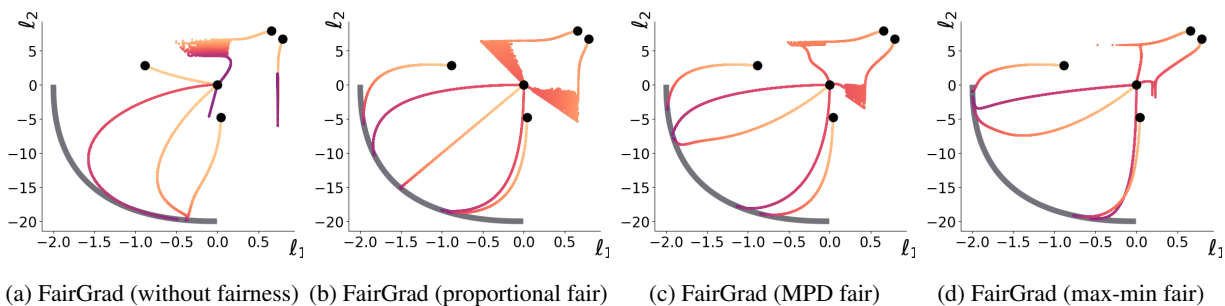 ℓ2 ℓ2 ℓ2 ℓ2
5 5 5 5
0 0 0 0
−5 −5 −5 −5
−10 −10 −10 −10
−15 −15 −15 −15
−20 −20 −20 −20
−2.0 −1.5 −1.0 −0.5 0.0 0.5 −2.0 −1.5 −1.0 −0.5 0.0 0.5 −2.0 −1.5 −1.0 −0.5 0.0 0.5 −2.0 −1.5 −1.0 −0.5 0.0 0.5
ℓ1 ℓ1 ℓ1 ℓ1
(a) FairGrad (without fairness) (b) FairGrad (proportional fair) (c) FairGrad (MPD fair) (d) FairGrad (max-min fair)